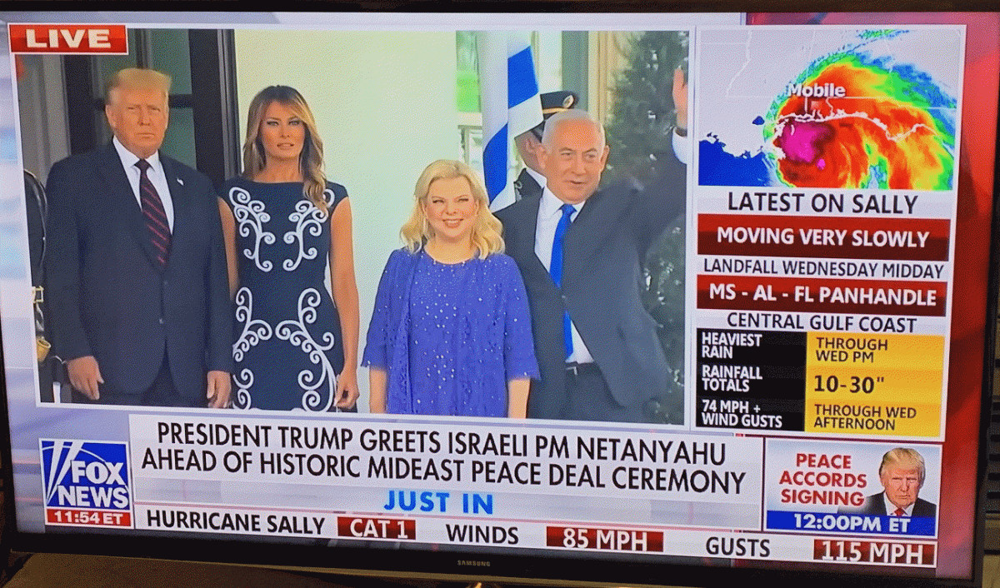 LIVE
Mobile
LATEST ON SALLY
MOVING VERY SLOWLY
LANDFALL WEDNESDAY MIDDAY
MS - AL - FL PANHANDLE
CENTRAL GULF COAST
HEAVIEST RAIN
THROUGH WED PM
RAINFALL TOTALS
10-30"
74 MPH + WIND GUSTS
THROUGH WED AFTERNOON
PRESIDENT TRUMP GREETS ISRAELI PM NETANYAHU
AHEAD OF HISTORIC MIDEAST PEACE DEAL CEREMONY
JUST IN
FOX
NEWS
11:54 ET
PEACE
ACCORDS
SIGNING
12:00PM ET
HURRICANE SALLY CAT 1 WINDS 85 MPH GUSTS 115 MPH
SAMSUNG